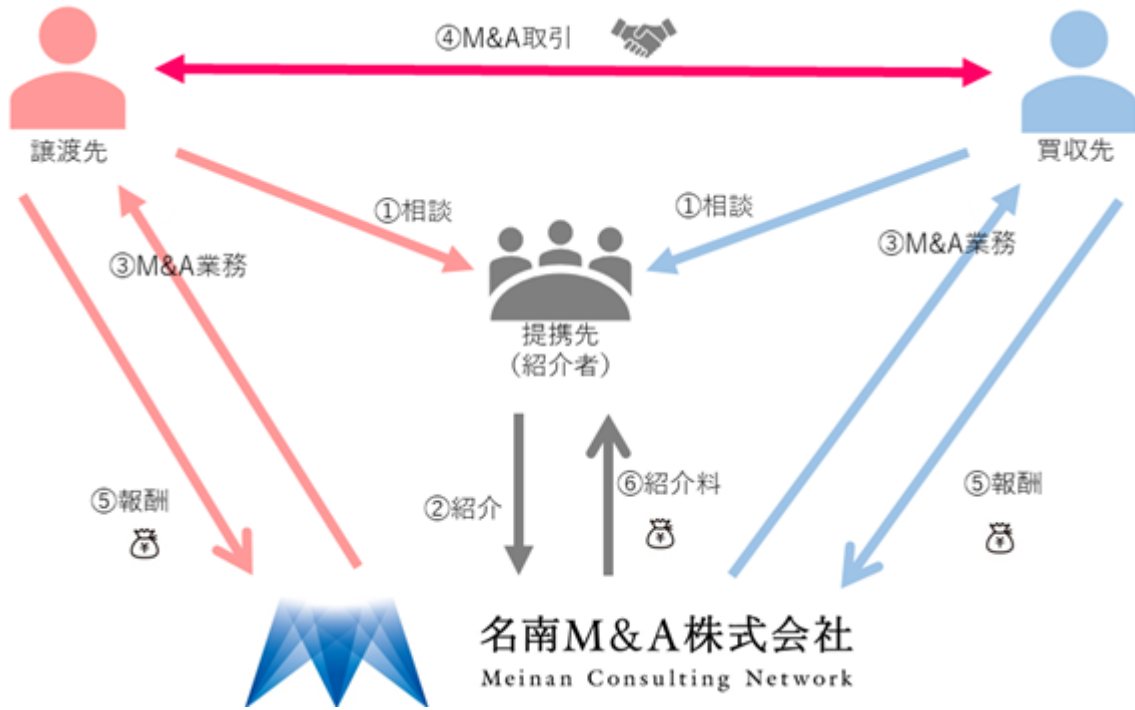 ④M&A取引
譲渡先
買収先
①相談
①相談
③M&A業務
③M&A業務
提携先
(紹介者)
⑤報酬
②紹介
⑥紹介料
⑤報酬
¥
¥
¥
名南M&A株式会社
Meinan Consulting Network